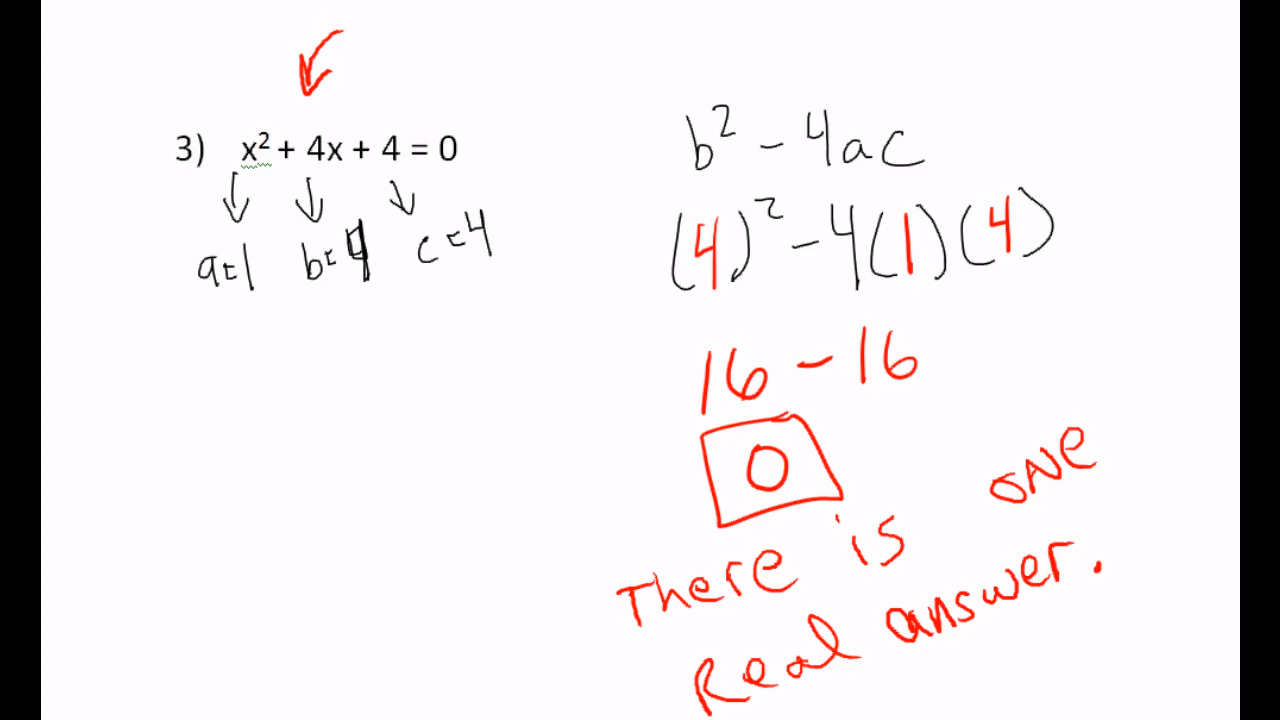 3) x² + 4x + 4 = 0
a=1 b=4 c=4
b² - 4ac
(4)² - 4(1)(4)
16 - 16
0
There is one
Real answer.